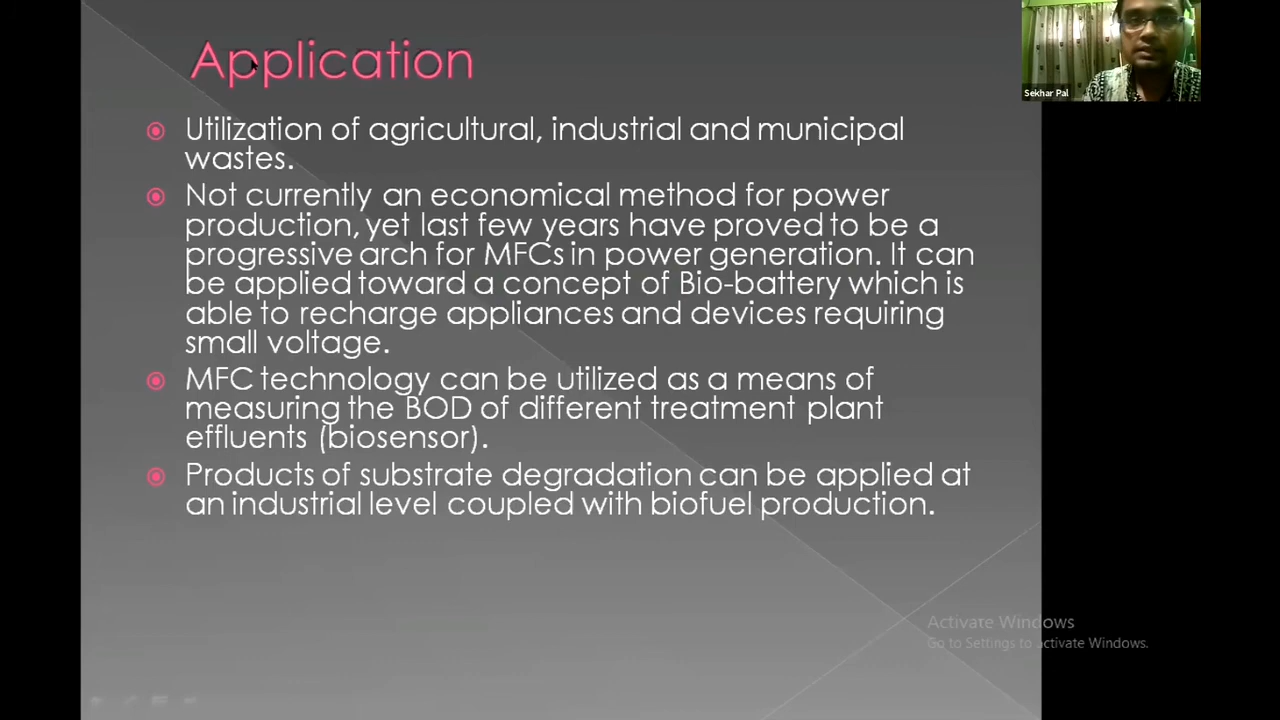 Application
Utilization of agricultural, industrial and municipal
wastes.
Not currently an economical method for power
production, yet last few years have proved to be a
progressive arch for MFCs in power generation. It can
be applied toward a concept of Bio-battery which is
able to recharge appliances and devices requiring
small voltage.
MFC technology can be utilized as a means of
measuring the BOD of different treatment plant
effluents (biosensor).
Products of substrate degradation can be applied at
an industrial level coupled with biofuel production.
Sekhar Pal
Activate Windows
Go to Settings to activate Windows.